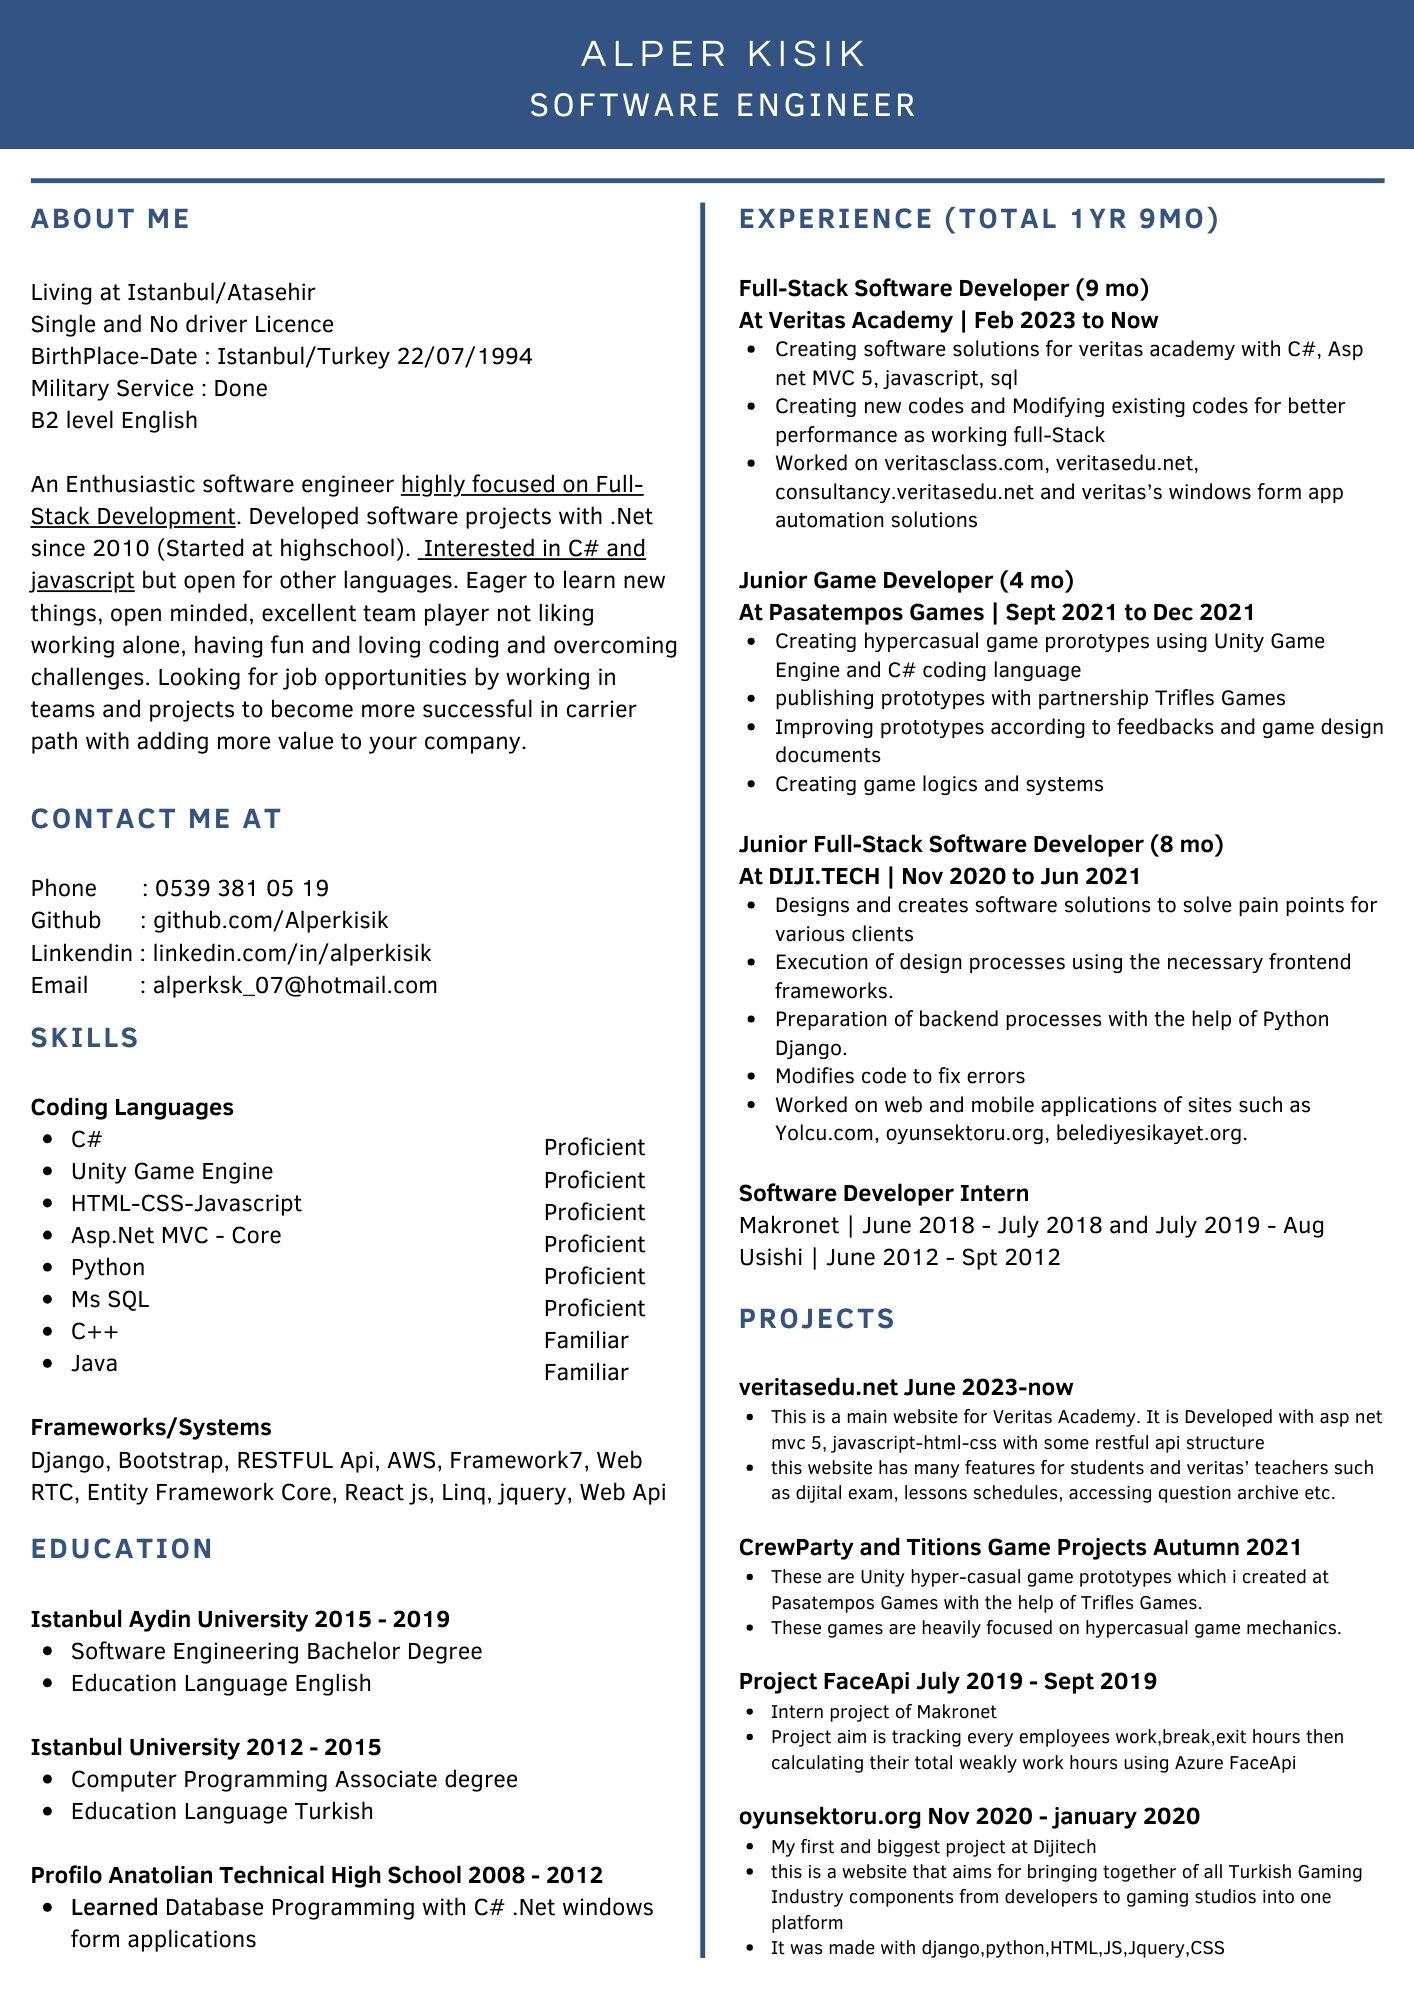 ALPER KISIK
SOFTWARE ENGINEER
ABOUT ME
Living at Istanbul/Atasehir
Single and No driver Licence
BirthPlace-Date : Istanbul/Turkey 22/07/1994
Military Service : Done
B2 level English
An Enthusiastic software engineer highly focused on Full-
Stack Development. Developed software projects with .Net
since 2010 (Started at highschool).  Interested in C# and
javascript but open for other languages. Eager to learn new
things, open minded, excellent team player not liking
working alone, having fun and loving coding and overcoming
challenges. Looking for job opportunities by working in
teams and projects to become more successful in carrier
path with adding more value to your company.
CONTACT ME AT
Phone : 0539 381 05 19
Github : github.com/Alperkisik
Linkendin : linkedin.com/in/alperkisik
Email : alperksk_07@hotmail.com
SKILLS
Coding Languages
• C# Proficient
• Unity Game Engine Proficient
• HTML-CSS-Javascript Proficient
• Asp.Net MVC - Core Proficient
• Python Proficient
• Ms SQL Proficient
• C++ Familiar
• Java Familiar
Frameworks/Systems
Django, Bootstrap, RESTFUL Api, AWS, Framework7, Web
RTC, Entity Framework Core, React js, Linq, jquery, Web Api
EDUCATION
Istanbul Aydin University 2015 - 2019
• Software Engineering Bachelor Degree
• Education Language English
Istanbul University 2012 - 2015
• Computer Programming Associate degree
• Education Language Turkish
Profilo Anatolian Technical High School 2008 - 2012
• Learned Database Programming with C# .Net windows
form applications
EXPERIENCE (TOTAL 1YR 9MO)
Full-Stack Software Developer (9 mo)
At Veritas Academy | Feb 2023 to Now
• Creating software solutions for veritas academy with C#, Asp
net MVC 5, javascript, sql
• Creating new codes and Modifying existing codes for better
performance as working full-Stack
• Worked on veritasclass.com, veritasedu.net,
consultancy.veritasedu.net and veritas's windows form app
automation solutions
Junior Game Developer (4 mo)
At Pasatempos Games | Sept 2021 to Dec 2021
• Creating hypercasual game prorotypes using Unity Game
Engine and C# coding language
• publishing prototypes with partnership Trifles Games
• Improving prototypes according to feedbacks and game design
documents
• Creating game logics and systems
Junior Full-Stack Software Developer (8 mo)
At DIJI.TECH | Nov 2020 to Jun 2021
• Designs and creates software solutions to solve pain points for
various clients
• Execution of design processes using the necessary frontend
frameworks.
• Preparation of backend processes with the help of Python
Django.
• Modifies code to fix errors
• Worked on web and mobile applications of sites such as
Yolcu.com, oyunsektoru.org, belediyesikayet.org.
Software Developer Intern
Makronet | June 2018 - July 2018 and July 2019 - Aug
Usishi | June 2012 - Spt 2012
PROJECTS
veritasedu.net June 2023-now
• This is a main website for Veritas Academy. It is Developed with asp net
mvc 5, javascript-html-css with some restful api structure
• this website has many features for students and veritas' teachers such
as dijital exam, lessons schedules, accessing question archive etc.
CrewParty and Titions Game Projects Autumn 2021
• These are Unity hyper-casual game prototypes which i created at
Pasatempos Games with the help of Trifles Games.
• These games are heavily focused on hypercasual game mechanics.
Project FaceApi July 2019 - Sept 2019
• Intern project of Makronet
• Project aim is tracking every employees work,break,exit hours then
calculating their total weakly work hours using Azure FaceApi
oyunsektoru.org Nov 2020 - january 2020
• My first and biggest project at Dijitech
• this is a website that aims for bringing together of all Turkish Gaming
Industry components from developers to gaming studios into one
platform
• It was made with django,python,HTML,JS,Jquery,CSS